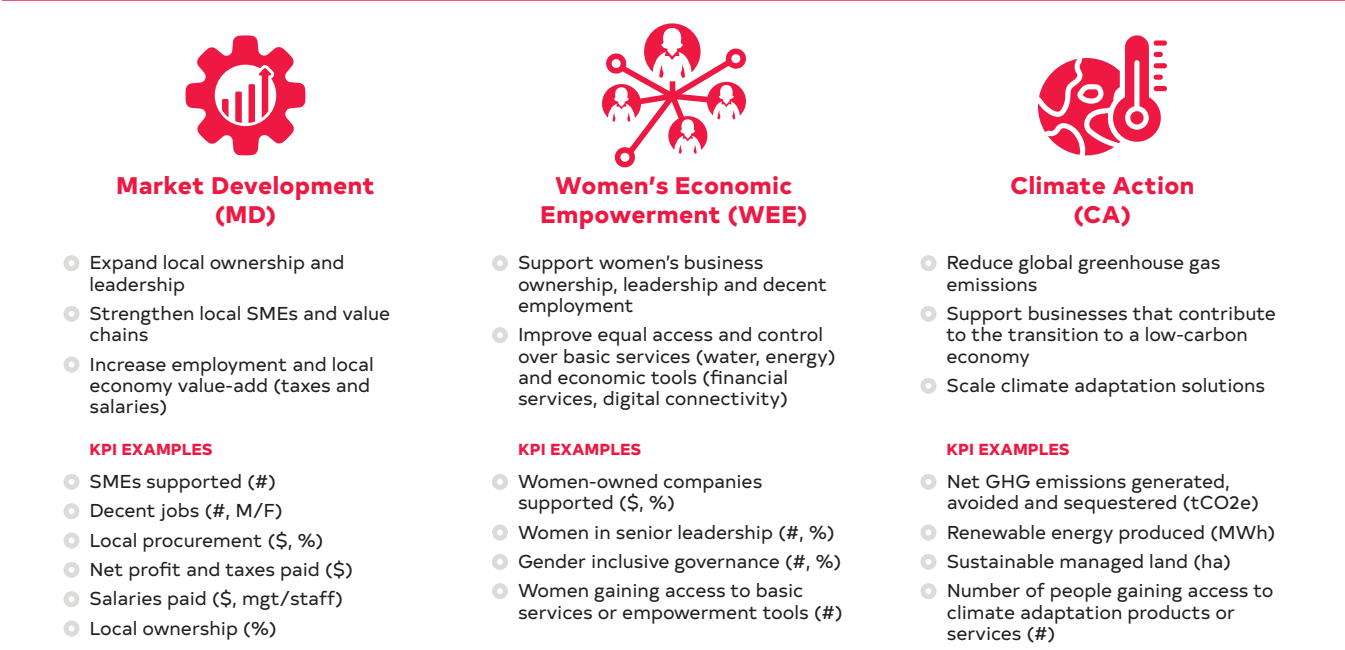 Market Development
(MD)
Expand local ownership and
leadership
Strengthen local SMEs and value
chains
Increase employment and local
economy value-add (taxes and
salaries)
KPI EXAMPLES
SMEs supported (#)
Decent jobs (#, M/F)
Local procurement ($, %)
Net profit and taxes paid ($)
Salaries paid ($, mgt/staff)
Local ownership (%)
Women's Economic
Empowerment (WEE)
Support women's business
ownership, leadership and decent
employment
Improve equal access and control
over basic services (water, energy)
and economic tools (financial
services, digital connectivity)
KPI EXAMPLES
Women-owned companies
supported ($, %)
Women in senior leadership (#, %)
Gender inclusive governance (#, %)
Women gaining access to basic
services or empowerment tools (#)
Climate Action
(CA)
Reduce global greenhouse gas
emissions
Support businesses that contribute
to the transition to a low-carbon
economy
Scale climate adaptation solutions
KPI EXAMPLES
Net GHG emissions generated,
avoided and sequestered (tCO2e)
Renewable energy produced (MWh)
Sustainable managed land (ha)
Number of people gaining access to
climate adaptation products or
services (#)